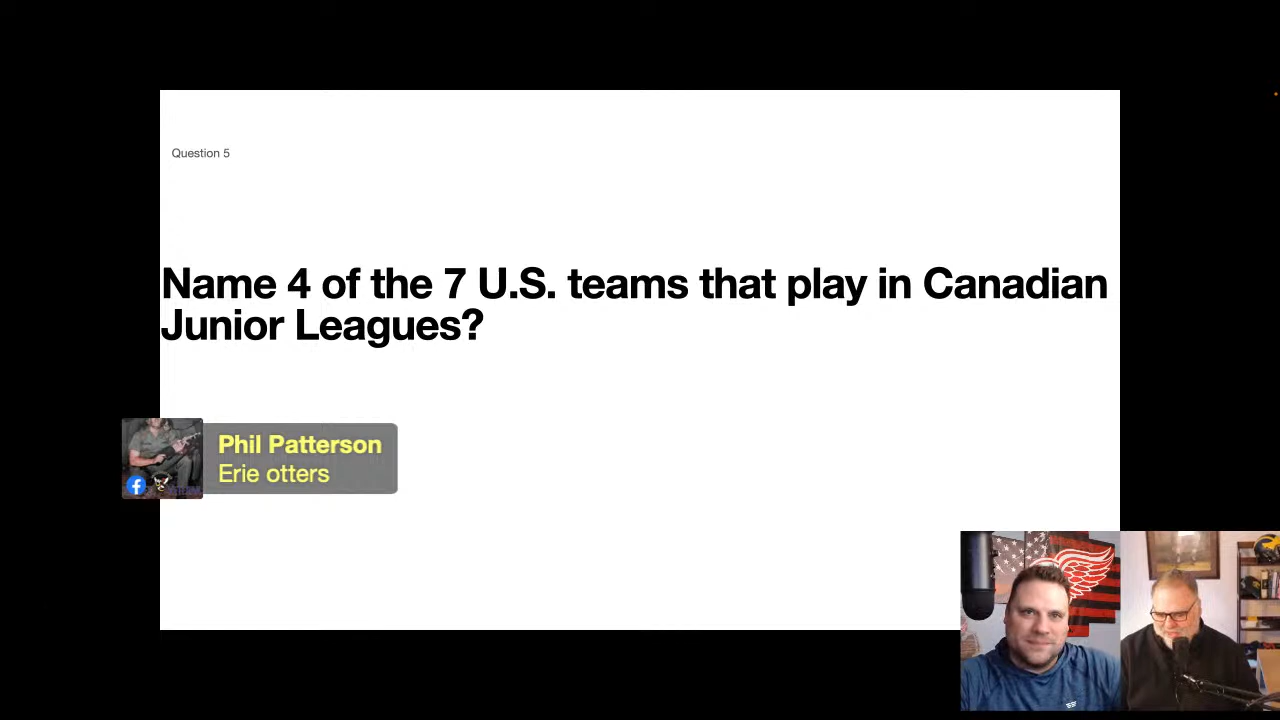 Question 5
Name 4 of the 7 U.S. teams that play in Canadian
Junior Leagues?
Phil Patterson
Erie otters